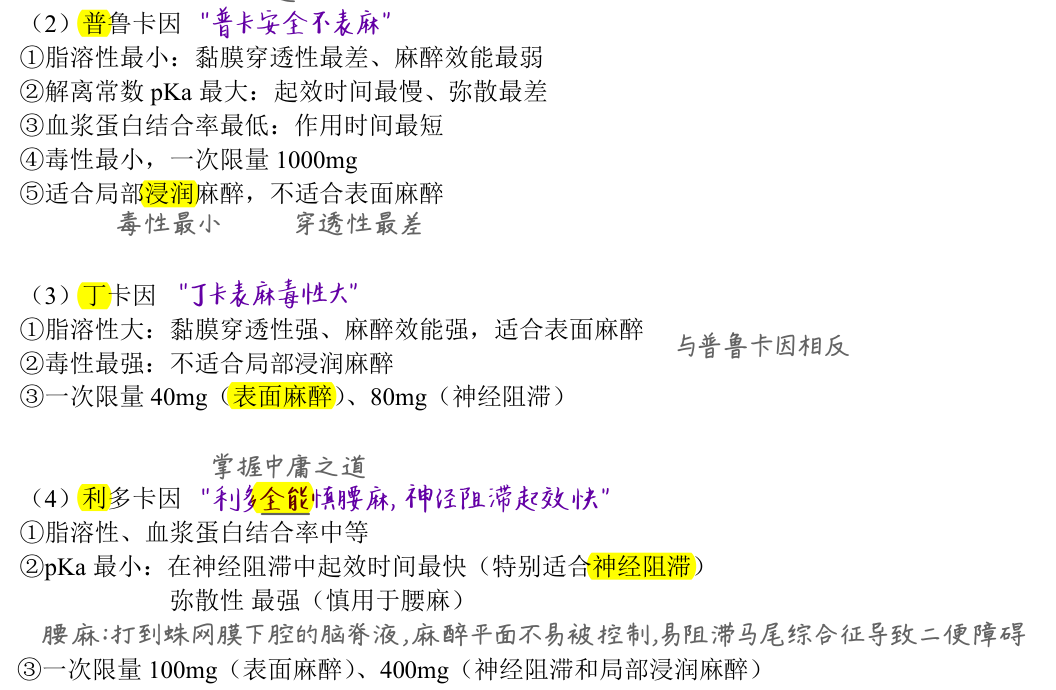 （2）普鲁卡因 "普卡安全不表麻"
①脂溶性最小：黏膜穿透性最差、麻醉效能最弱
②解离常数 pKa 最大：起效时间最慢、弥散最差
③血浆蛋白结合率最低：作用时间最短
④毒性最小，一次限量 1000mg
⑤适合局部浸润麻醉，不适合表面麻醉
毒性最小 穿透性最差
（3）丁卡因 "丁卡表麻毒性大"
①脂溶性大：黏膜穿透性强、麻醉效能强，适合表面麻醉
与普鲁卡因相反
②毒性最强：不适合局部浸润麻醉
③一次限量 40mg（表面麻醉）、80mg（神经阻滞）
掌握中庸之道
（4）利多卡因 "利多全能慎腰麻，神经阻滞起效快"
①脂溶性、血浆蛋白结合率中等
②pKa 最小：在神经阻滞中起效时间最快（特别适合神经阻滞）
弥散性 最强（慎用于腰麻）
腰麻:打到蛛网膜下腔的脑脊液,麻醉平面不易被控制,易阻滞马尾综合征导致二便障碍
③一次限量 100mg（表面麻醉）、400mg（神经阻滞和局部浸润麻醉）